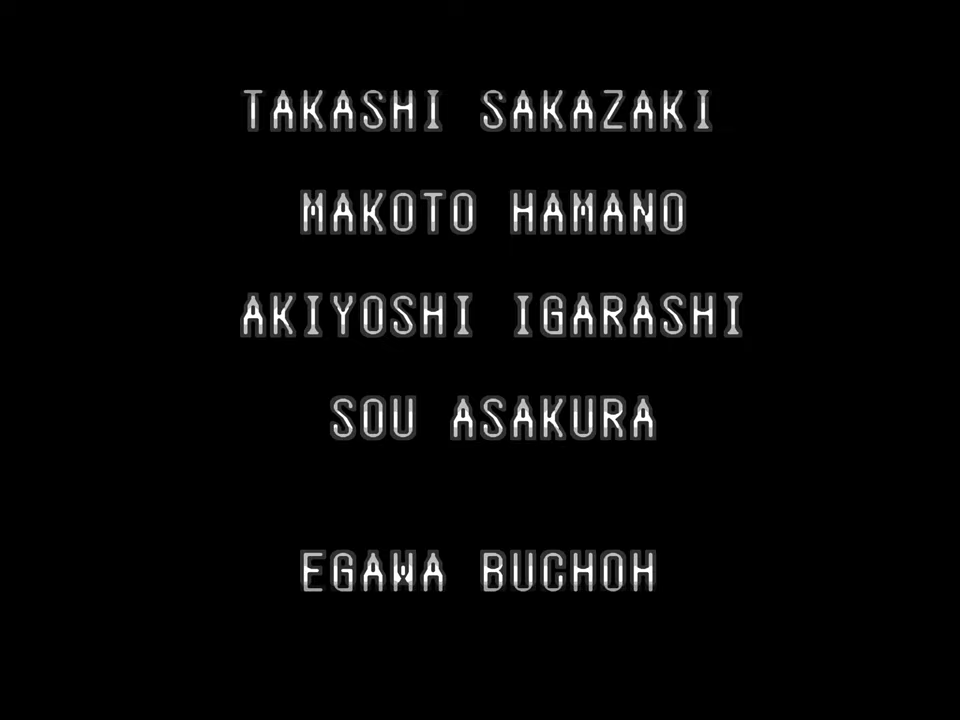 TAKASHI SAKAZAKI
MAKOTO HAMANO
AKIYOSHI IGARASHI
SOU ASAKURA
EGAWA BUCHOH